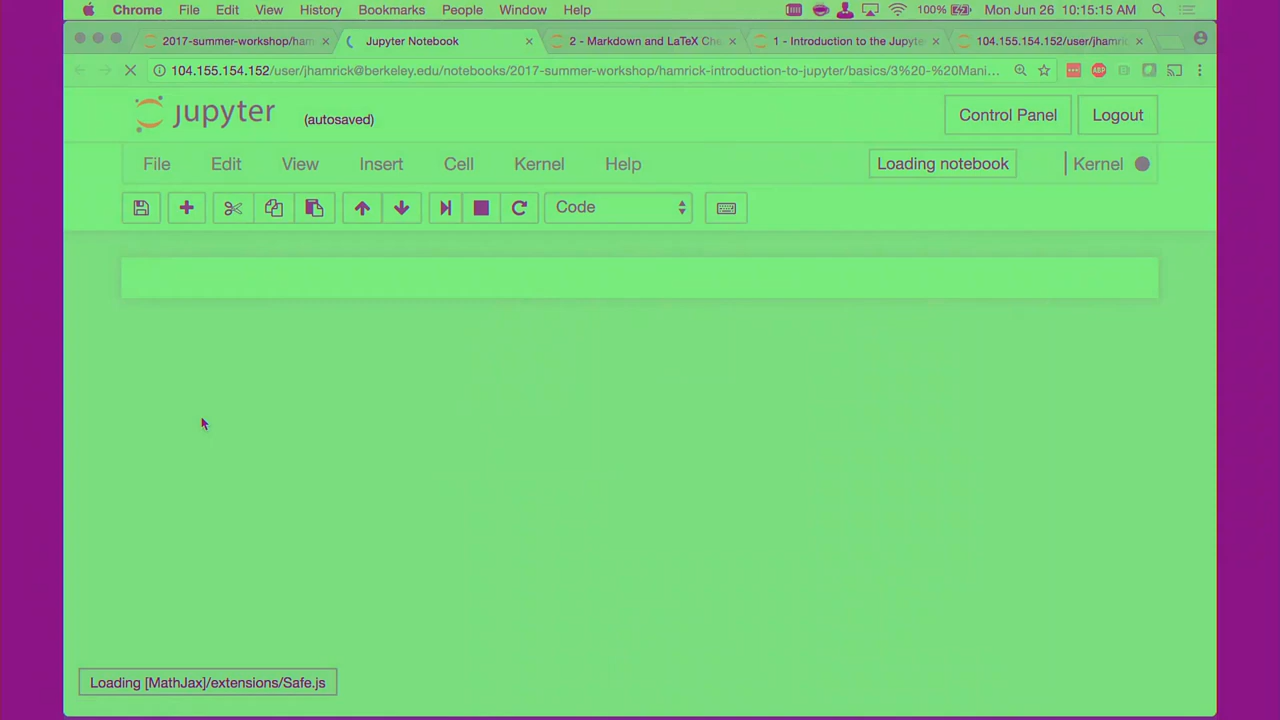 Chrome File Edit View History Bookmarks People Window Help 100% Mon Jun 26 10:15:15 AM
2017-summer-workshop/ham Jupyter Notebook 2 - Markdown and LaTeX Che 1 - Introduction to the Jupyte 104.155.154.152/user/jhamric
104.155.154.152/user/jhamrick@berkeley.edu/notebooks/2017-summer-workshop/hamrick-introduction-to-jupyter/basics/3%20-%20Mani...
ABP
jupyter (autosaved) Control Panel Logout
File Edit View Insert Cell Kernel Help Loading notebook Kernel
Code
Loading [MathJax]/extensions/Safe.js